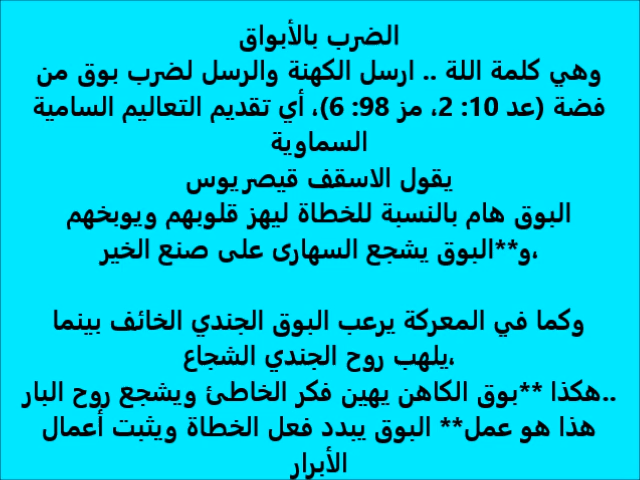 الضرب بالأبواق
وهي كلمة اللة .. ارسل الكهنة والرسل لضرب بوق من
فضة (عد 10: 2، مز 98: 6)، أي تقديم التعاليم السامية
السماوية
يقول الاسقف قيصر يوس
البوق هام بالنسبة للخطاة ليهز قلوبهم ويوبخهم
،و**البوق يشجع السهارى على صنع الخير
وكما في المعركة يرعب البوق الجندي الخائف بينما
،يلهب روح الجندي الشجاع
..هكذا **بوق الكاهن يهين فكر الخاطئ ويشجع روح البار
هذا هو عمل** البوق يبدد فعل الخطاة ويثبت أعمال
الأبرار